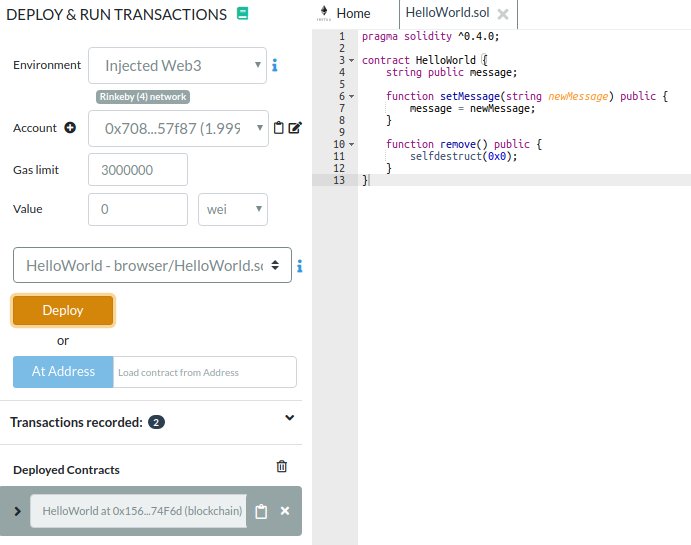 DEPLOY & RUN TRANSACTIONS
Environment
Injected Web3
Rinkeby (4) network
Account
0x708...57f87 (1.999
Gas limit
3000000
Value
0
wei
HelloWorld - browser/HelloWorld.so
Deploy
or
At Address
Load contract from Address
Transactions recorded: 2
Deployed Contracts
HelloWorld at 0x156...74F6d (blockchain)
Home
HelloWorld.sol
1 pragma solidity ^0.4.0;
2
3 contract HelloWorld {
4 string public message;
5
6 function setMessage(string newMessage) public {
7 message = newMessage;
8 }
9
10 function remove() public {
11 selfdestruct(0x0);
12 }
13 }